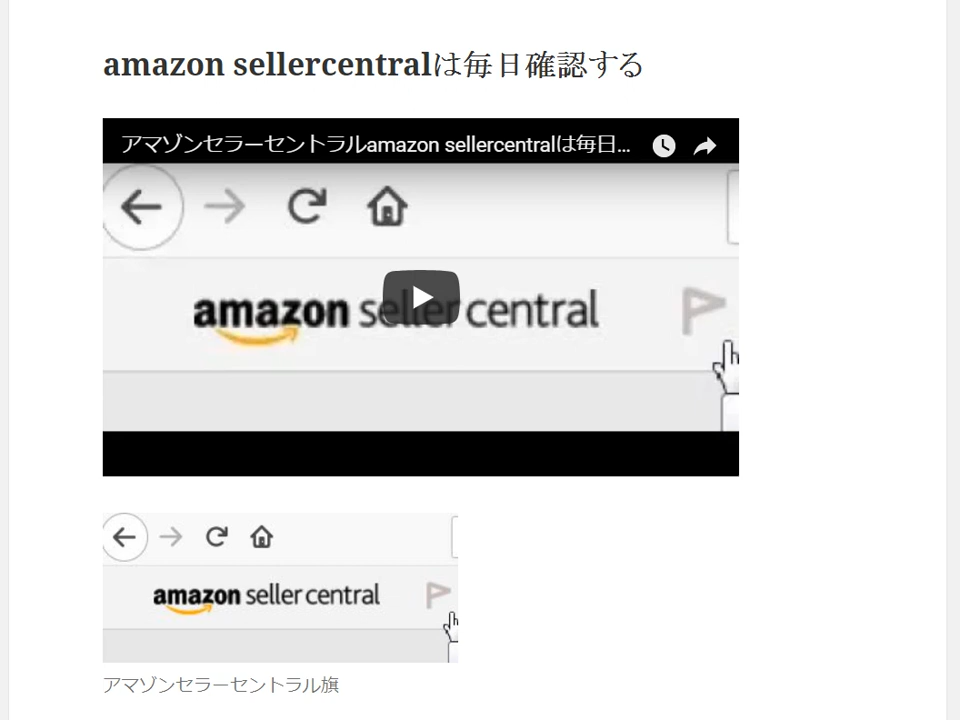 amazon sellercentralは毎日確認する
アマゾンセラーセントラルamazon sellercentralは毎日...
amazon seller central
amazon seller central
アマゾンセラーセントラル旗